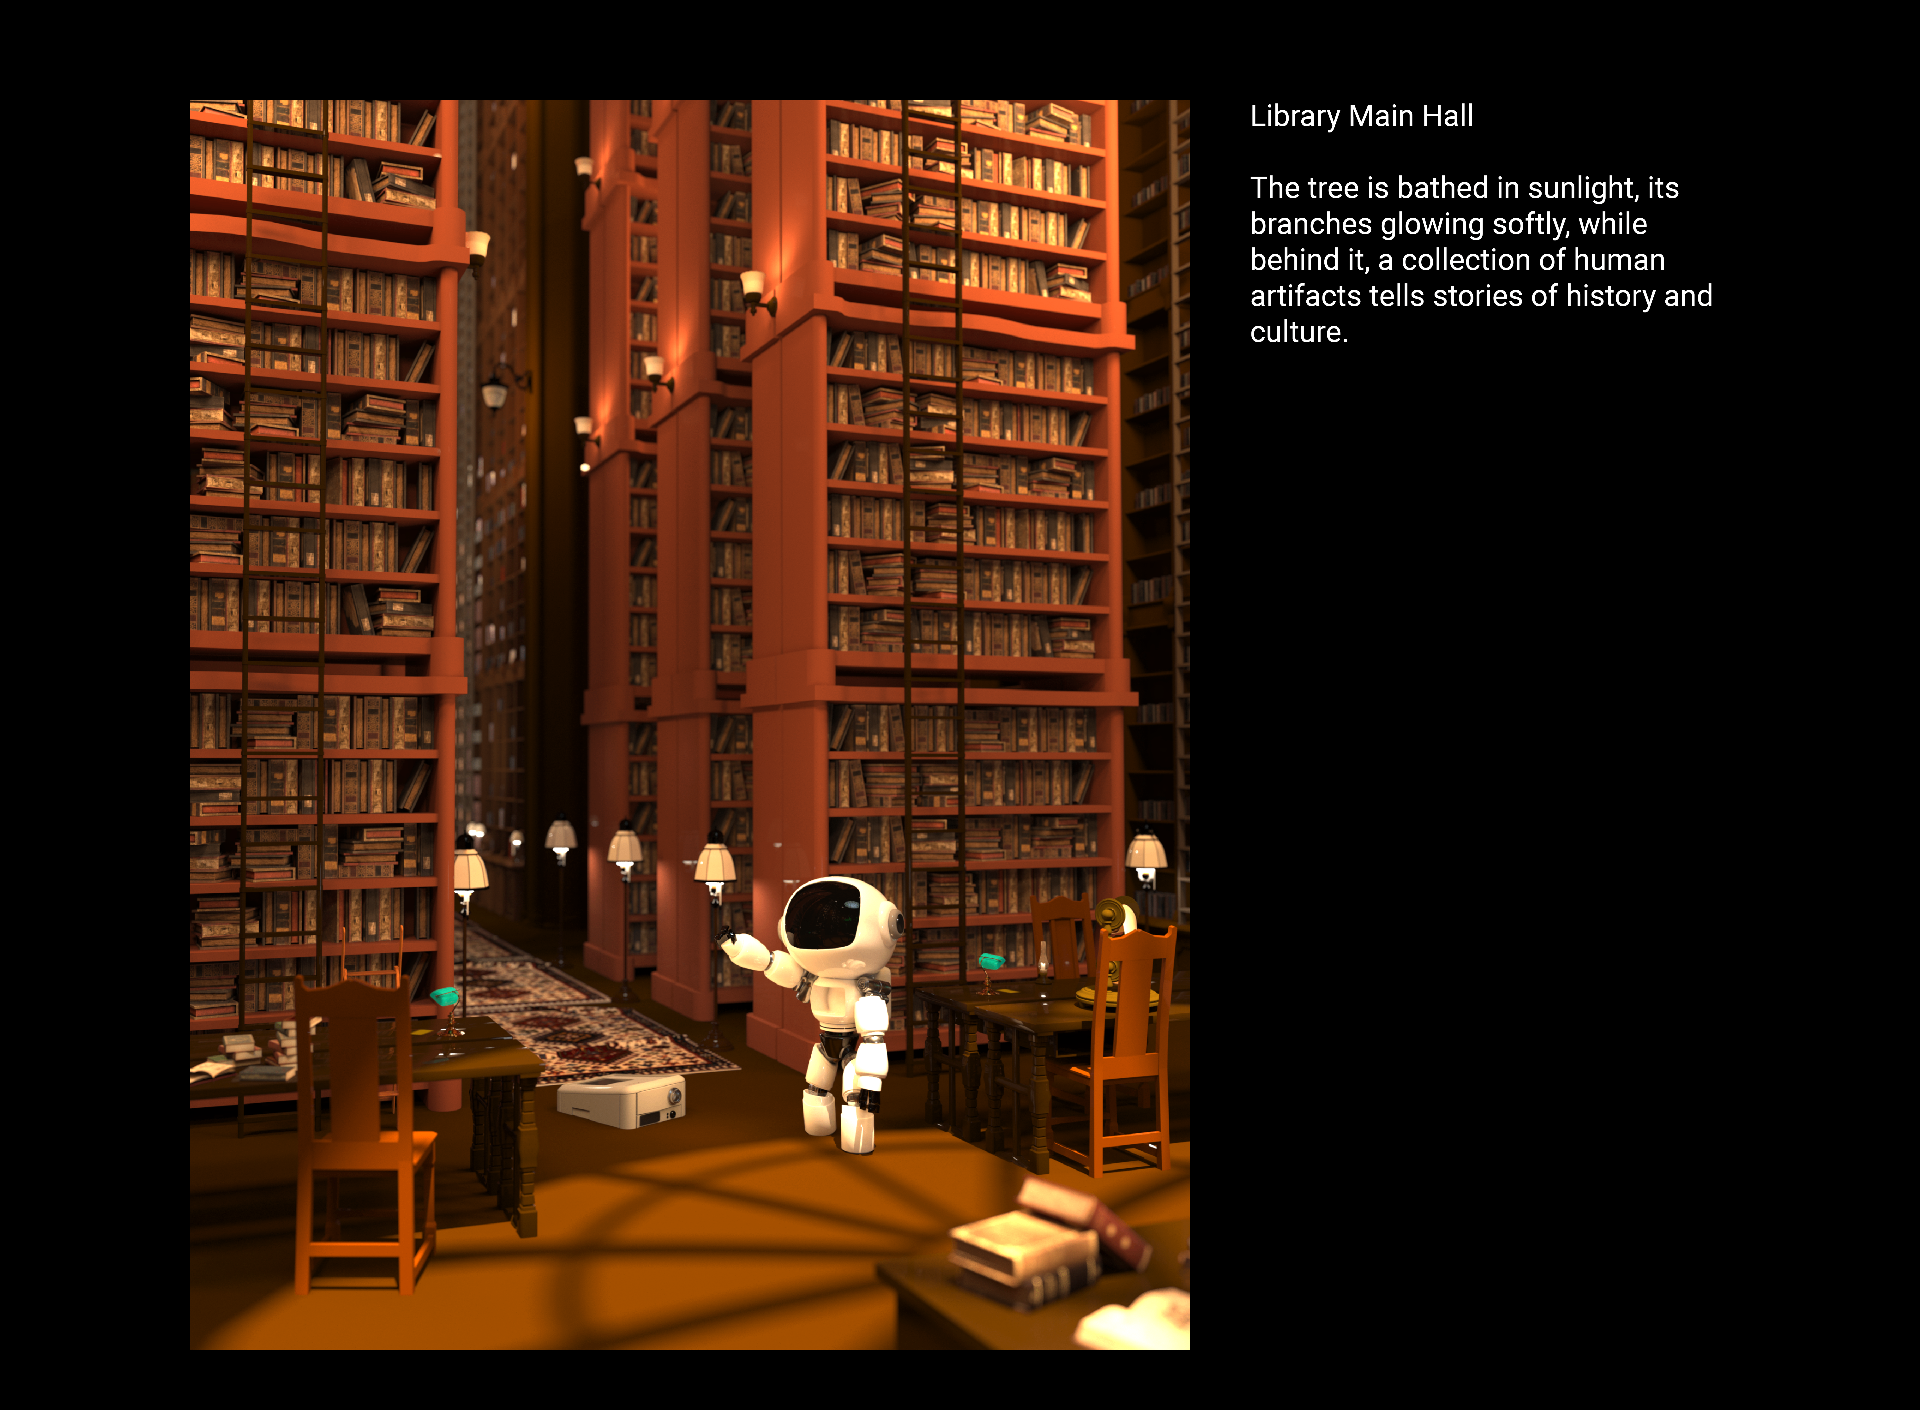 Library Main Hall
The tree is bathed in sunlight, its
branches glowing softly, while
behind it, a collection of human
artifacts tells stories of history and
culture.